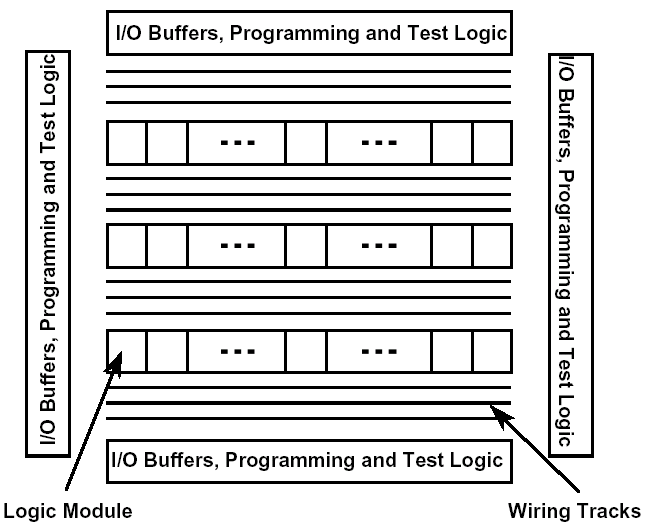 I/O Buffers, Programming and Test Logic
I/O Buffers, Programming and Test Logic
I/O Buffers, Programming and Test Logic
--- ---
--- ---
--- ---
I/O Buffers, Programming and Test Logic
Logic Module
Wiring Tracks